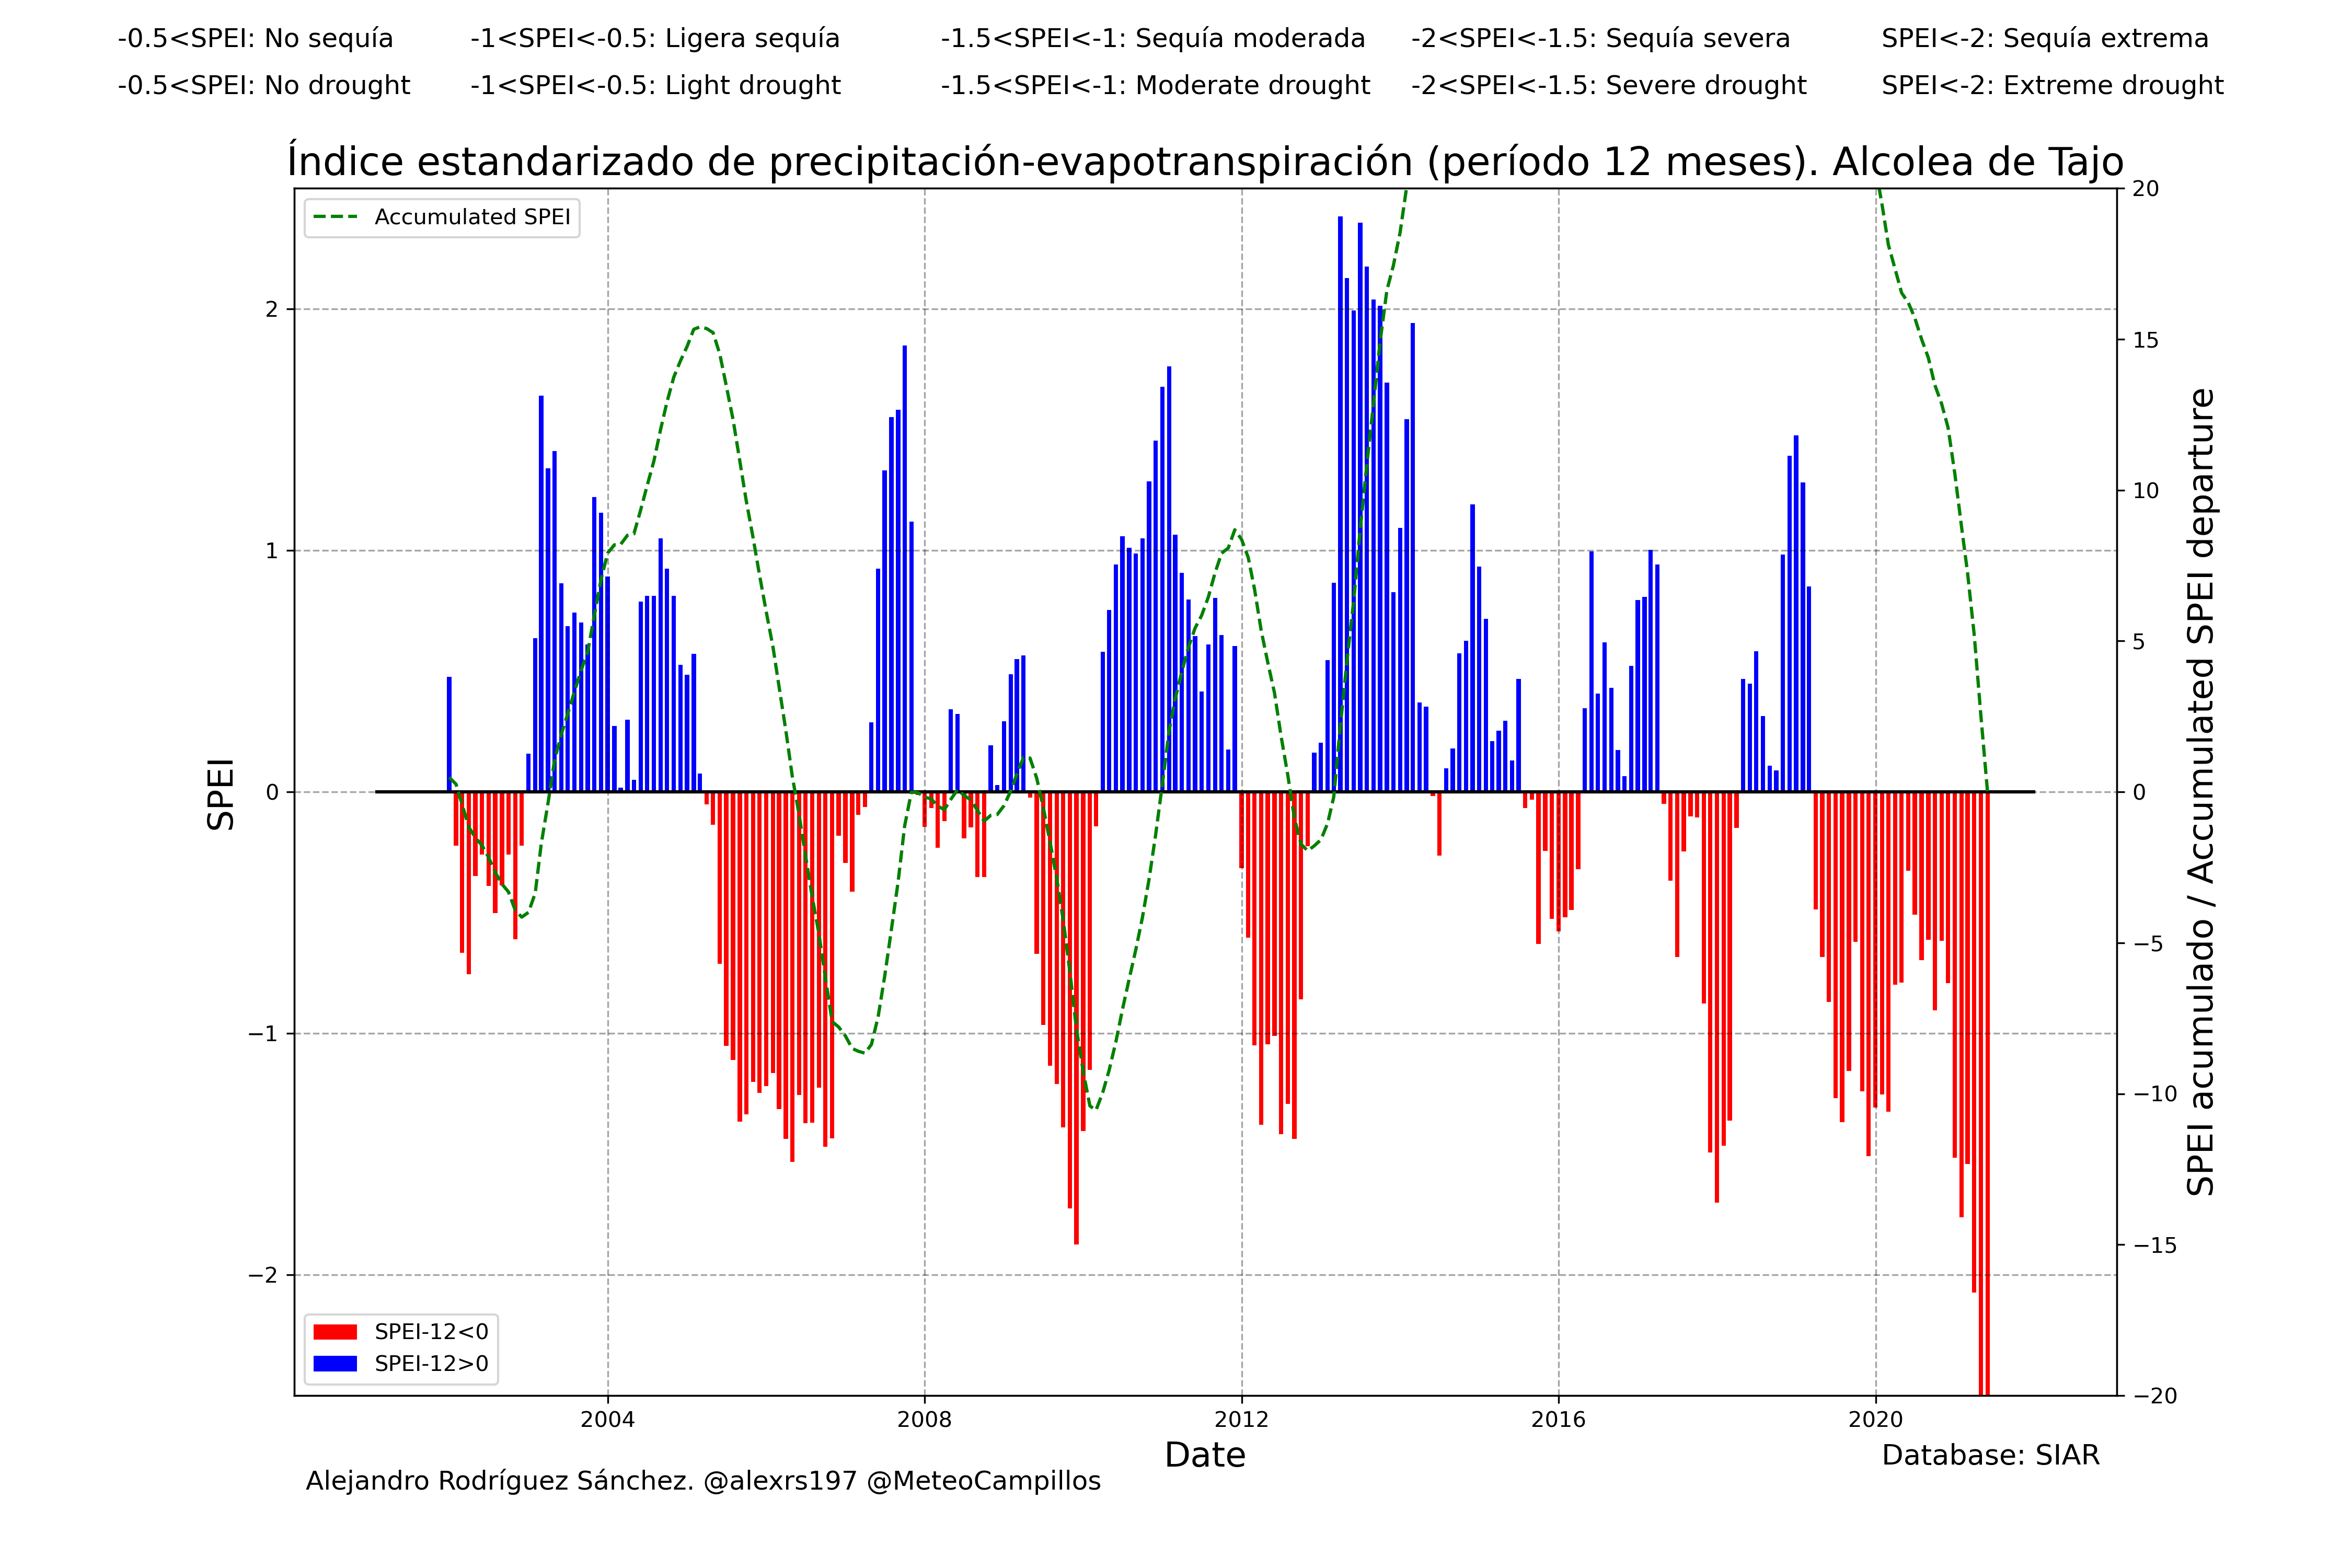 -0.5<SPEI: No sequía -1<SPEI<-0.5: Ligera sequía -1.5<SPEI<-1: Sequía moderada -2<SPEI<-1.5: Sequía severa SPEI<-2: Sequía extrema
-0.5<SPEI: No drought -1<SPEI<-0.5: Light drought -1.5<SPEI<-1: Moderate drought -2<SPEI<-1.5: Severe drought SPEI<-2: Extreme drought
Índice estandarizado de precipitación-evapotranspiración (período 12 meses). Alcolea de Tajo
Accumulated SPEI
SPEI
2
1
0
−1
−2
20
15
10
5
0
−5
−10
−15
−20
SPEI acumulado / Accumulated SPEI departure
SPEI-12<0
SPEI-12>0
2004 2008 2012 2016 2020
Date
Database: SIAR
Alejandro Rodríguez Sánchez. @alexrs197 @MeteoCampillos